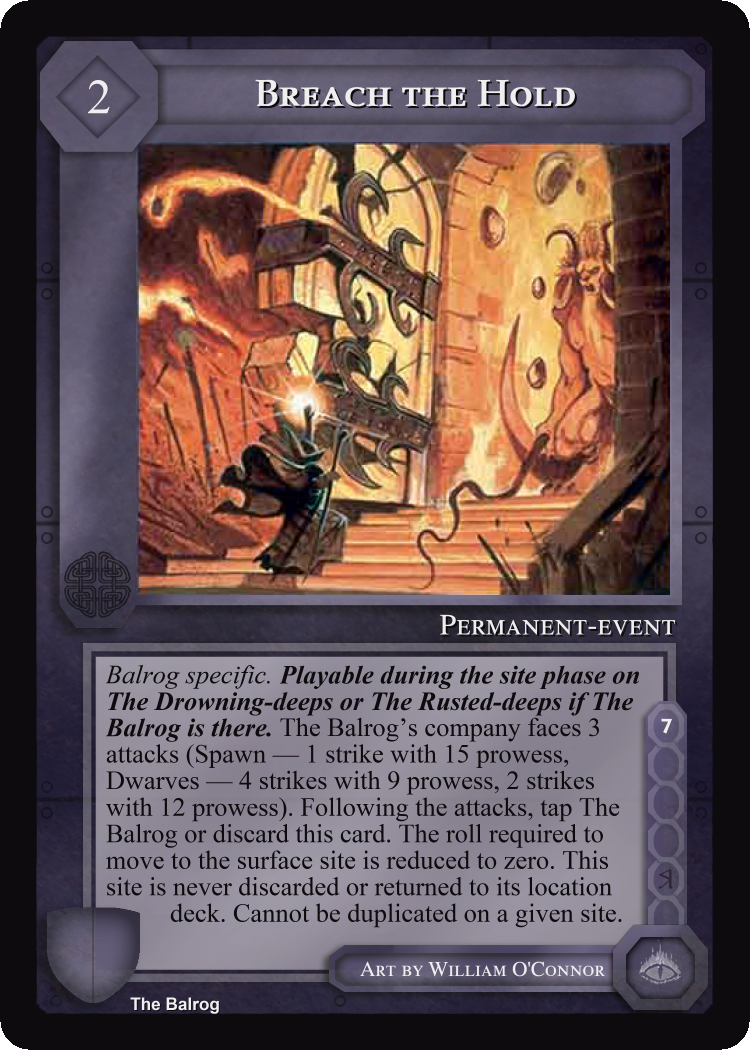 2
BREACH THE HOLD
PERMANENT-EVENT
Balrog specific. Playable during the site phase on
The Drowning-deeps or The Rusted-deeps if The
Balrog is there. The Balrog's company faces 3
attacks (Spawn — 1 strike with 15 prowess,
Dwarves — 4 strikes with 9 prowess, 2 strikes
with 12 prowess). Following the attacks, tap The
Balrog or discard this card. The roll required to
move to the surface site is reduced to zero. This
site is never discarded or returned to its location
deck. Cannot be duplicated on a given site.
7
ART BY WILLIAM O'CONNOR
The Balrog